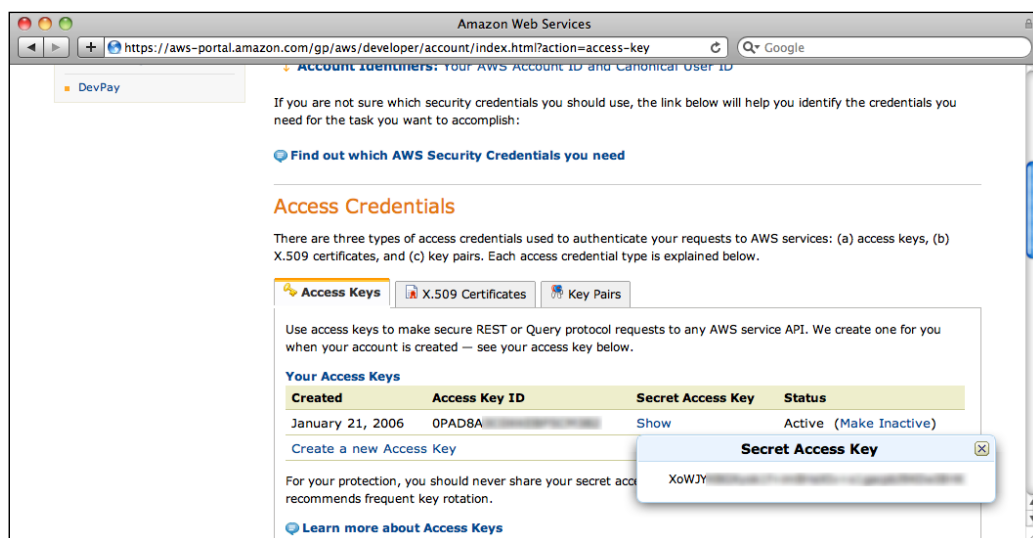 Amazon Web Services
https://aws-portal.amazon.com/gp/aws/developer/account/index.html?action=access-key
Google
DevPay
Account Identifiers: Your AWS Account ID and Canonical User ID
If you are not sure which security credentials you should use, the link below will help you identify the credentials you
need for the task you want to accomplish:
Find out which AWS Security Credentials you need
Access Credentials
There are three types of access credentials used to authenticate your requests to AWS services: (a) access keys, (b)
X.509 certificates, and (c) key pairs. Each access credential type is explained below.
Access Keys X.509 Certificates Key Pairs
Use access keys to make secure REST or Query protocol requests to any AWS service API. We create one for you
when your account is created — see your access key below.
Your Access Keys
Created Access Key ID Secret Access Key Status
January 21, 2006 0PAD8A Show Active (Make Inactive)
Create a new Access Key
Secret Access Key
XoWJY
For your protection, you should never share your secret acce
recommends frequent key rotation.
Learn more about Access Keys